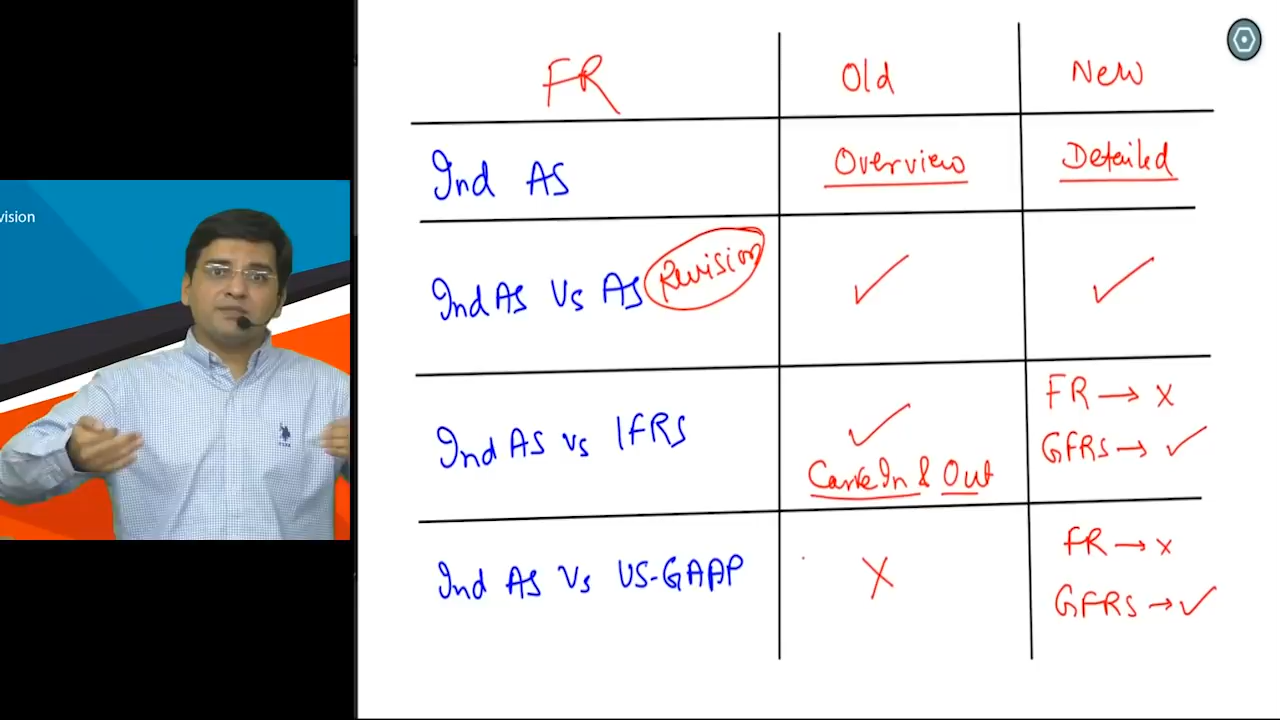 vision
FR Old New
Ind AS Overview Detailed
Ind AS Vs AS Revision ✓ ✓
Ind AS vs IFRS ✓ FR → x
Carve In & Out GFRS → ✓
Ind AS Vs US-GAAP X FR → x
GFRS → ✓